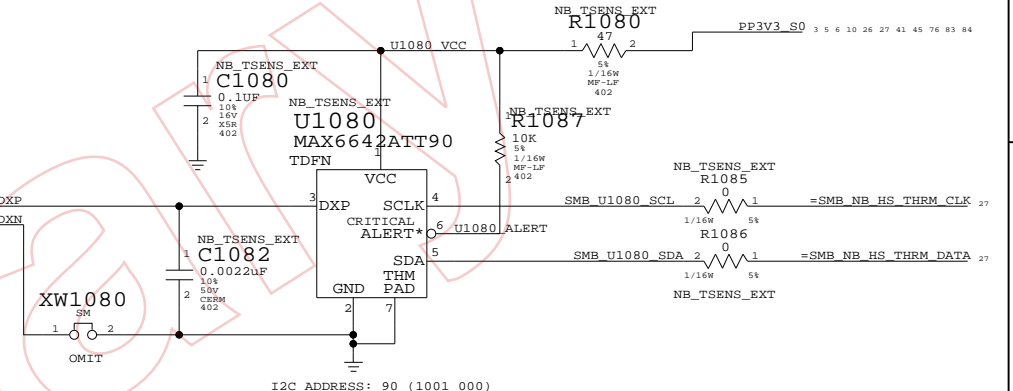 NB_TSENS_EXT
R1080
47
1
2
5%
1/16W
MF-LF
402
PP3V3_S0
3 5 6 10 26 27 41 45 76 83 84
U1080_VCC
NB_TSENS_EXT
C1080
1
0.1UF
10%
16V
X5R
402
2
NB_TSENS_EXT
U1080
MAX6642ATT90
TDFN
1
NB_TSENS_EXT
1
R1087
10K
5%
1/16W
MF-LF
402
2
VCC
DXP
3
DXP
SCLK
4
SMB_U1080_SCL
2
NB_TSENS_EXT
R1085
0
1
1/16W
5%
=SMB_NB_HS_THRM_CLK
27
DXN
CRITICAL
ALERT*
6
U1080_ALERT
SDA
5
SMB_U1080_SDA
2
R1086
0
1
1/16W
5%
NB_TSENS_EXT
=SMB_NB_HS_THRM_DATA
27
THM
PAD
GND
2
7
NB_TSENS_EXT
C1082
1
0.0022uF
10%
50V
CERM
402
2
XW1080
SM
1
2
OMIT
I2C ADDRESS: 90 (1001 000)